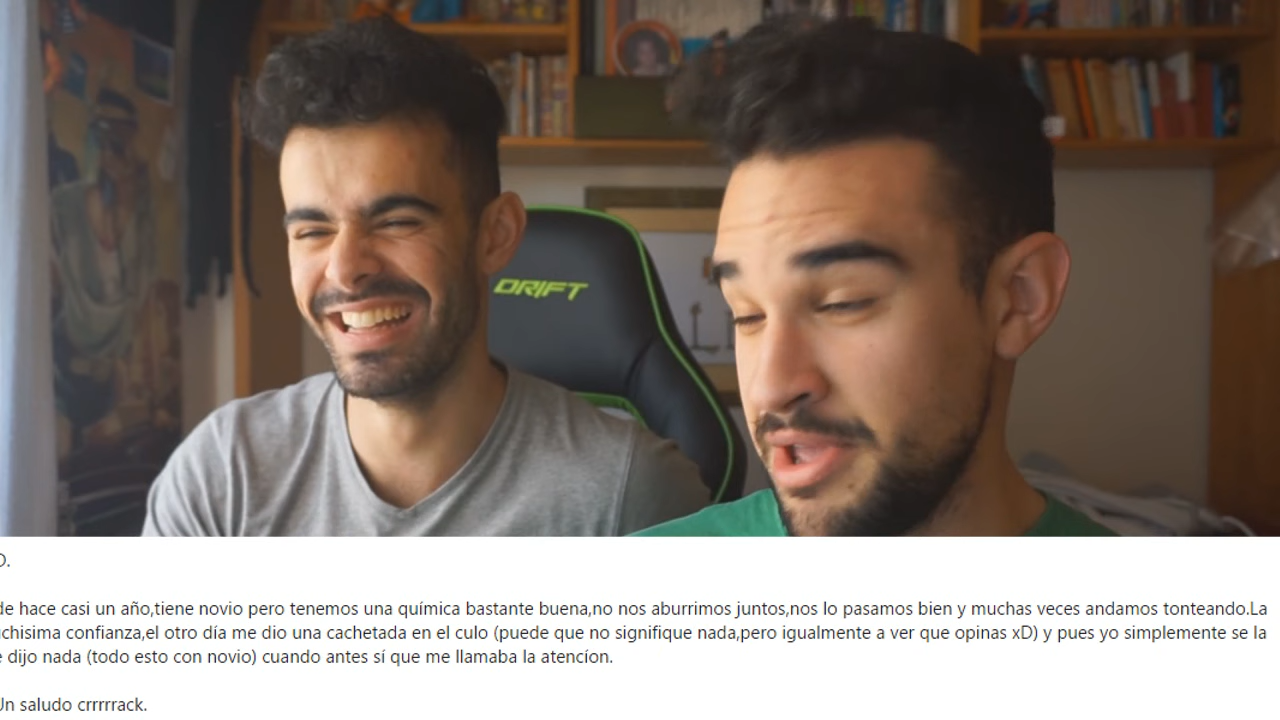 DRIFT
O.
de hace casi un año,tiene novio pero tenemos una química bastante buena,no nos aburrimos juntos,nos lo pasamos bien y muchas veces andamos tonteando.La
chisima confianza,el otro día me dio una cachetada en el culo (puede que no signifique nada,pero igualmente a ver que opinas xD) y pues yo simplemente se la
e dijo nada (todo esto con novio) cuando antes sí que me llamaba la atencíon.
Un saludo crrrrrack.